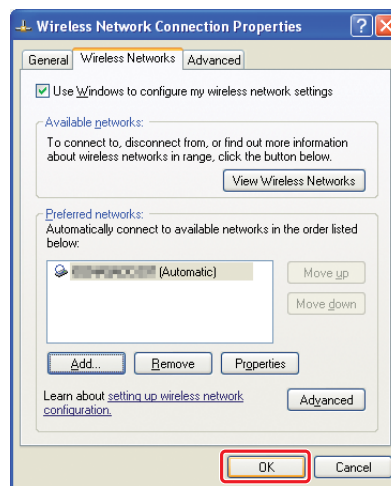 Wireless Network Connection Properties
General Wireless Networks Advanced
Use Windows to configure my wireless network settings
Available networks:
To connect to, disconnect from, or find out more information
about wireless networks in range, click the button below.
View Wireless Networks
Preferred networks:
Automatically connect to available networks in the order listed
below:
(Automatic)
Move up
Move down
Add... Remove Properties
Learn about setting up wireless network
configuration.
Advanced
OK Cancel